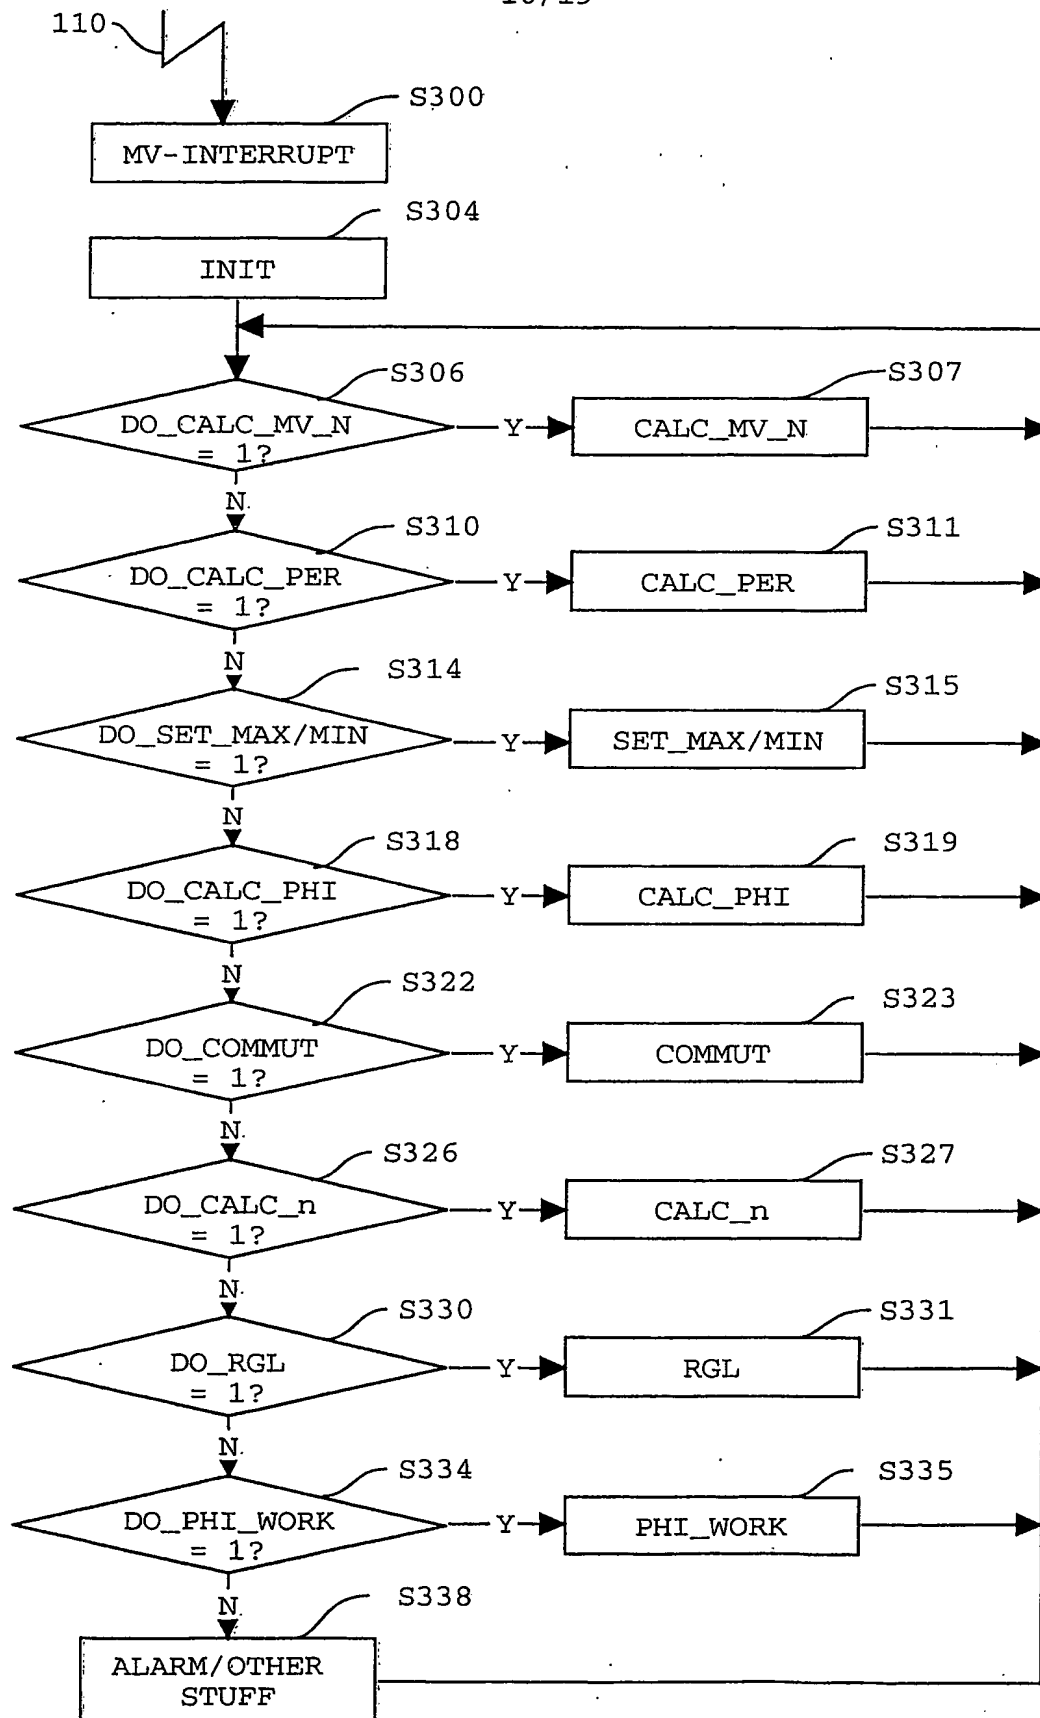 110
S300
MV-INTERRUPT
S304
INIT
S306
S307
DO_CALC_MV_N
= 1?
Y
CALC_MV_N
N
S310
S311
DO_CALC_PER
= 1?
Y
CALC_PER
N
S314
S315
DO_SET_MAX/MIN
= 1?
Y
SET_MAX/MIN
N
S318
S319
DO_CALC_PHI
= 1?
Y
CALC_PHI
N
S322
S323
DO_COMMUT
= 1?
Y
COMMUT
N
S326
S327
DO_CALC_n
= 1?
Y
CALC_n
N
S330
S331
DO_RGL
= 1?
Y
RGL
N
S334
S335
DO_PHI_WORK
= 1?
Y
PHI_WORK
N
S338
ALARM/OTHER
STUFF